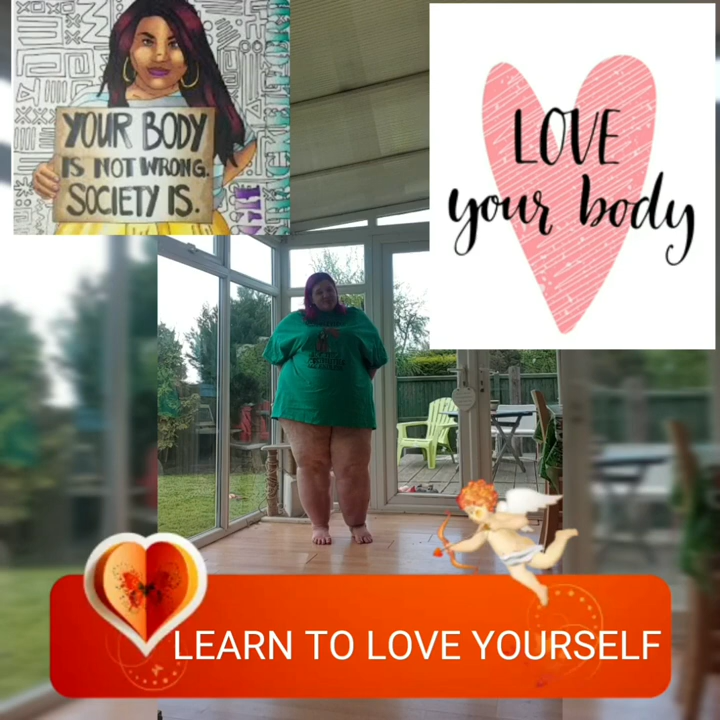 YOUR BODY
IS NOT WRONG.
SOCIETY IS.
LOVE
your body
LEARN TO LOVE YOURSELF